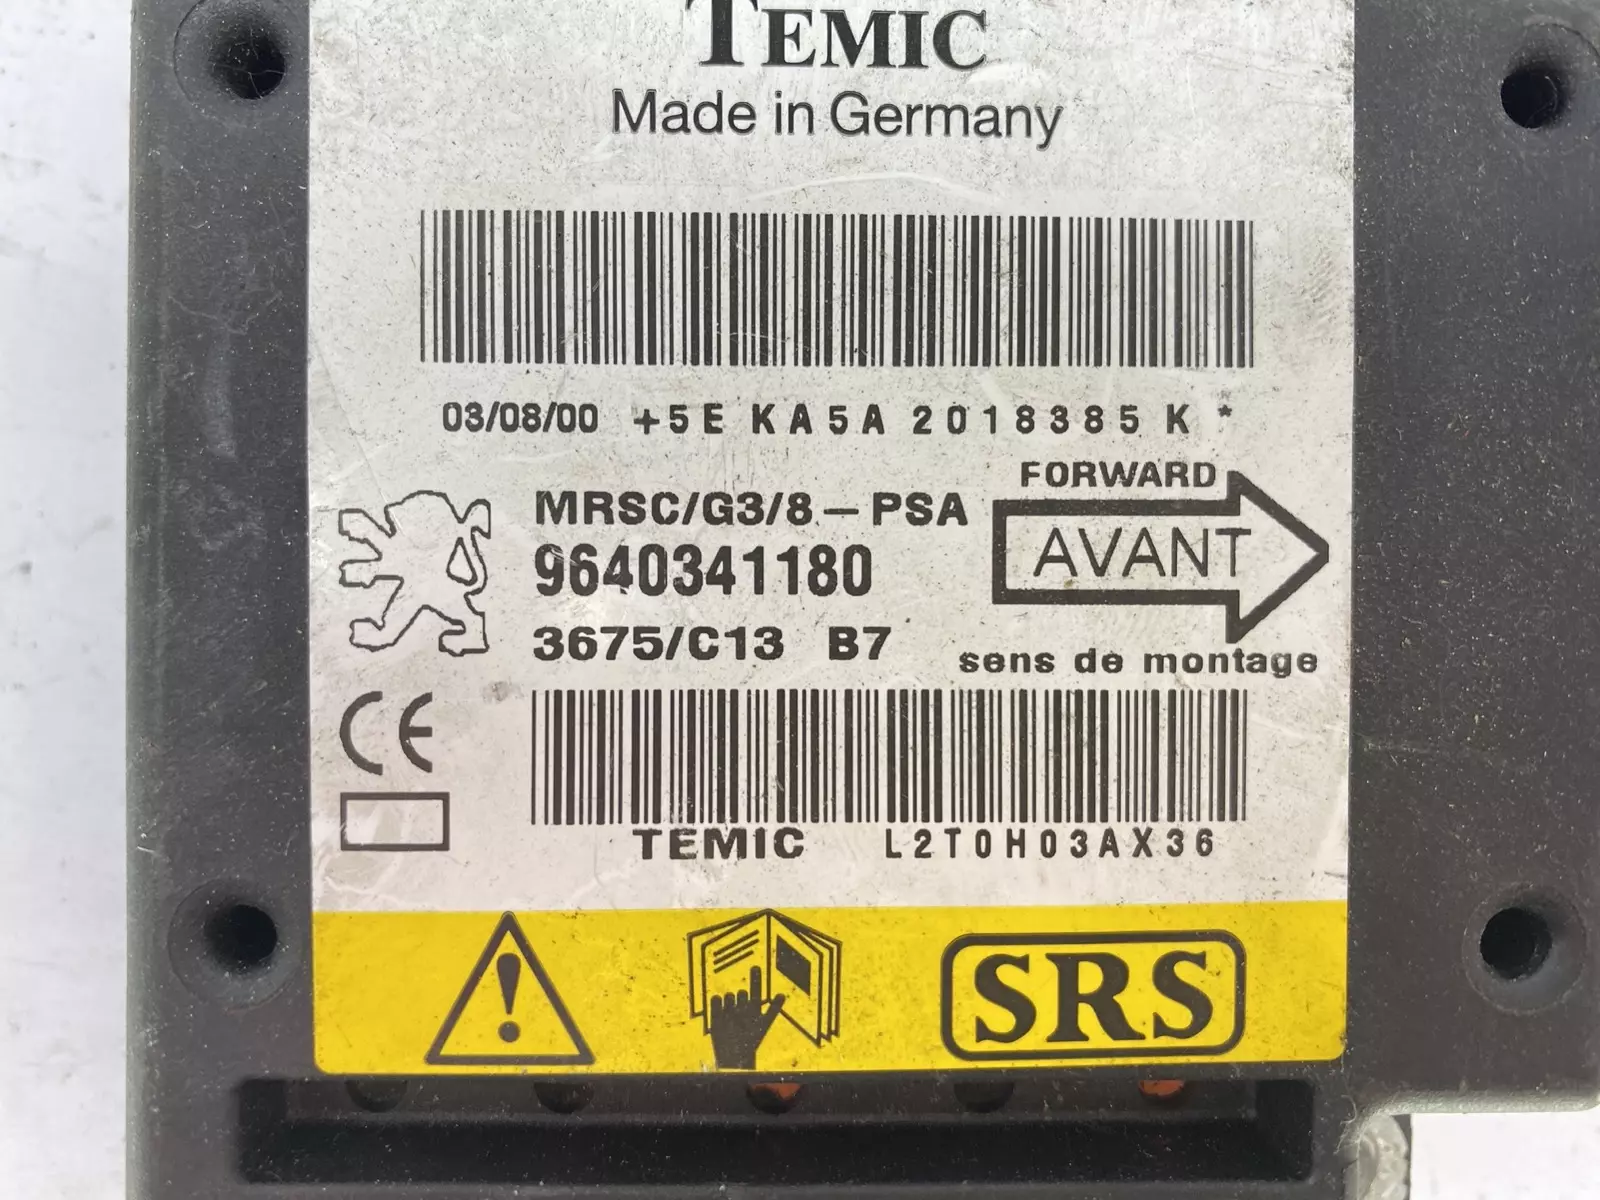 TEMIC
Made in Germany
03/08/00 +5E KA5A 2018385K *
FORWARD
AVANT
sens de montage
MRSC/G3/8-PSA
9640341180
3675/C13 B7
CE
TEMIC L2T0H03AX36
SRS